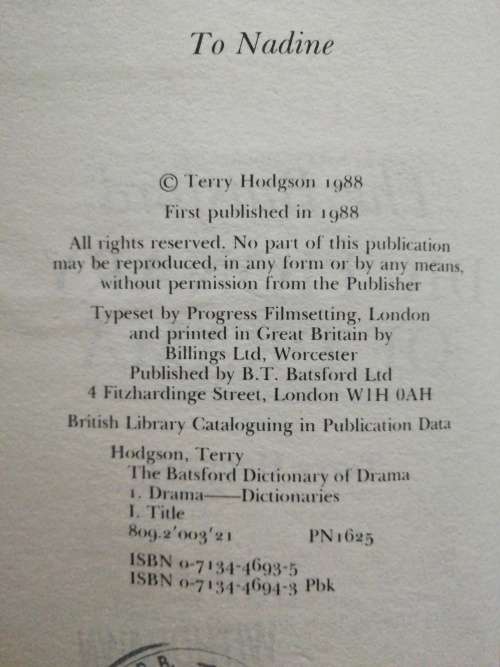 To Nadine
© Terry Hodgson 1988
First published in 1988
All rights reserved. No part of this publication
may be reproduced, in any form or by any means,
without permission from the Publisher
Typeset by Progress Filmsetting, London
and printed in Great Britain by
Billings Ltd, Worcester
Published by B.T. Batsford Ltd
4 Fitzhardinge Street, London W1H 0AH
British Library Cataloguing in Publication Data
Hodgson, Terry
The Batsford Dictionary of Drama
1. Drama——Dictionaries
I. Title
809.2'003'21 PN1625
ISBN 0-7134-4693-5
ISBN 0-7134-4694-3 Pbk